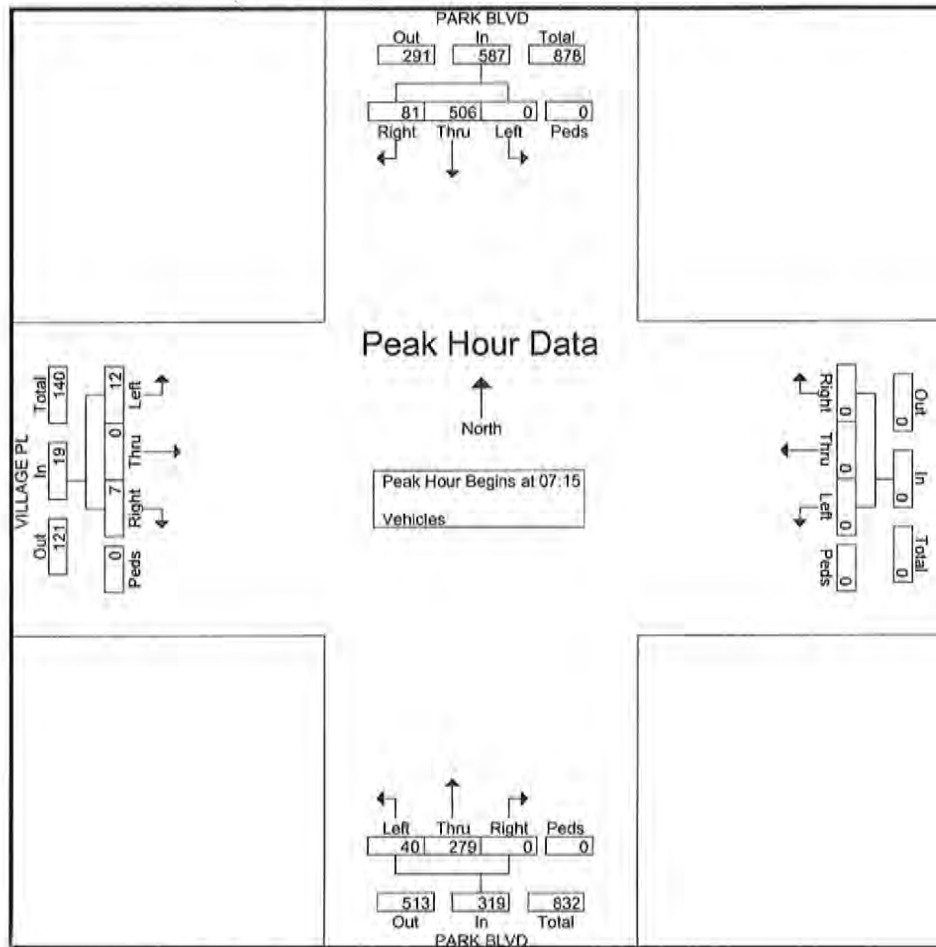 PARK BLVD
Out In Total
291 587 878
81 506 0 0
Right Thru Left Peds
Peak Hour Data
North
Peak Hour Begins at 07:15
Vehicles
VILLAGE PL
Out In Total
121 19 140
12 0 7 0
Left Thru Right Peds
Out In Total
0 0 0
0 0 0 0
Right Thru Left Peds
Left Thru Right Peds
40 279 0 0
513 319 832
Out In Total
PARK BLVD